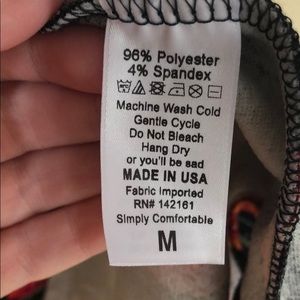 96% Polyester
4% Spandex
Machine Wash Cold
Gentle Cycle
Do Not Bleach
Hang Dry
or you'll be sad
MADE IN USA
Fabric Imported
RN# 142161
Simply Comfortable
M